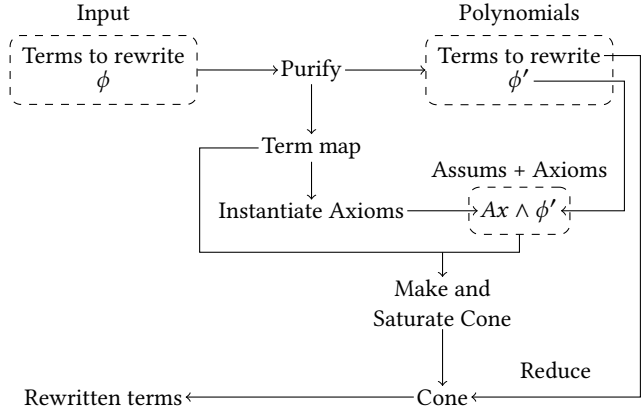 Input
Polynomials
Terms to rewrite
ϕ
Purify
Terms to rewrite
ϕ′
Term map
Assums + Axioms
Instantiate Axioms
Ax ∧ ϕ′
Make and
Saturate Cone
Reduce
Rewritten terms
Cone